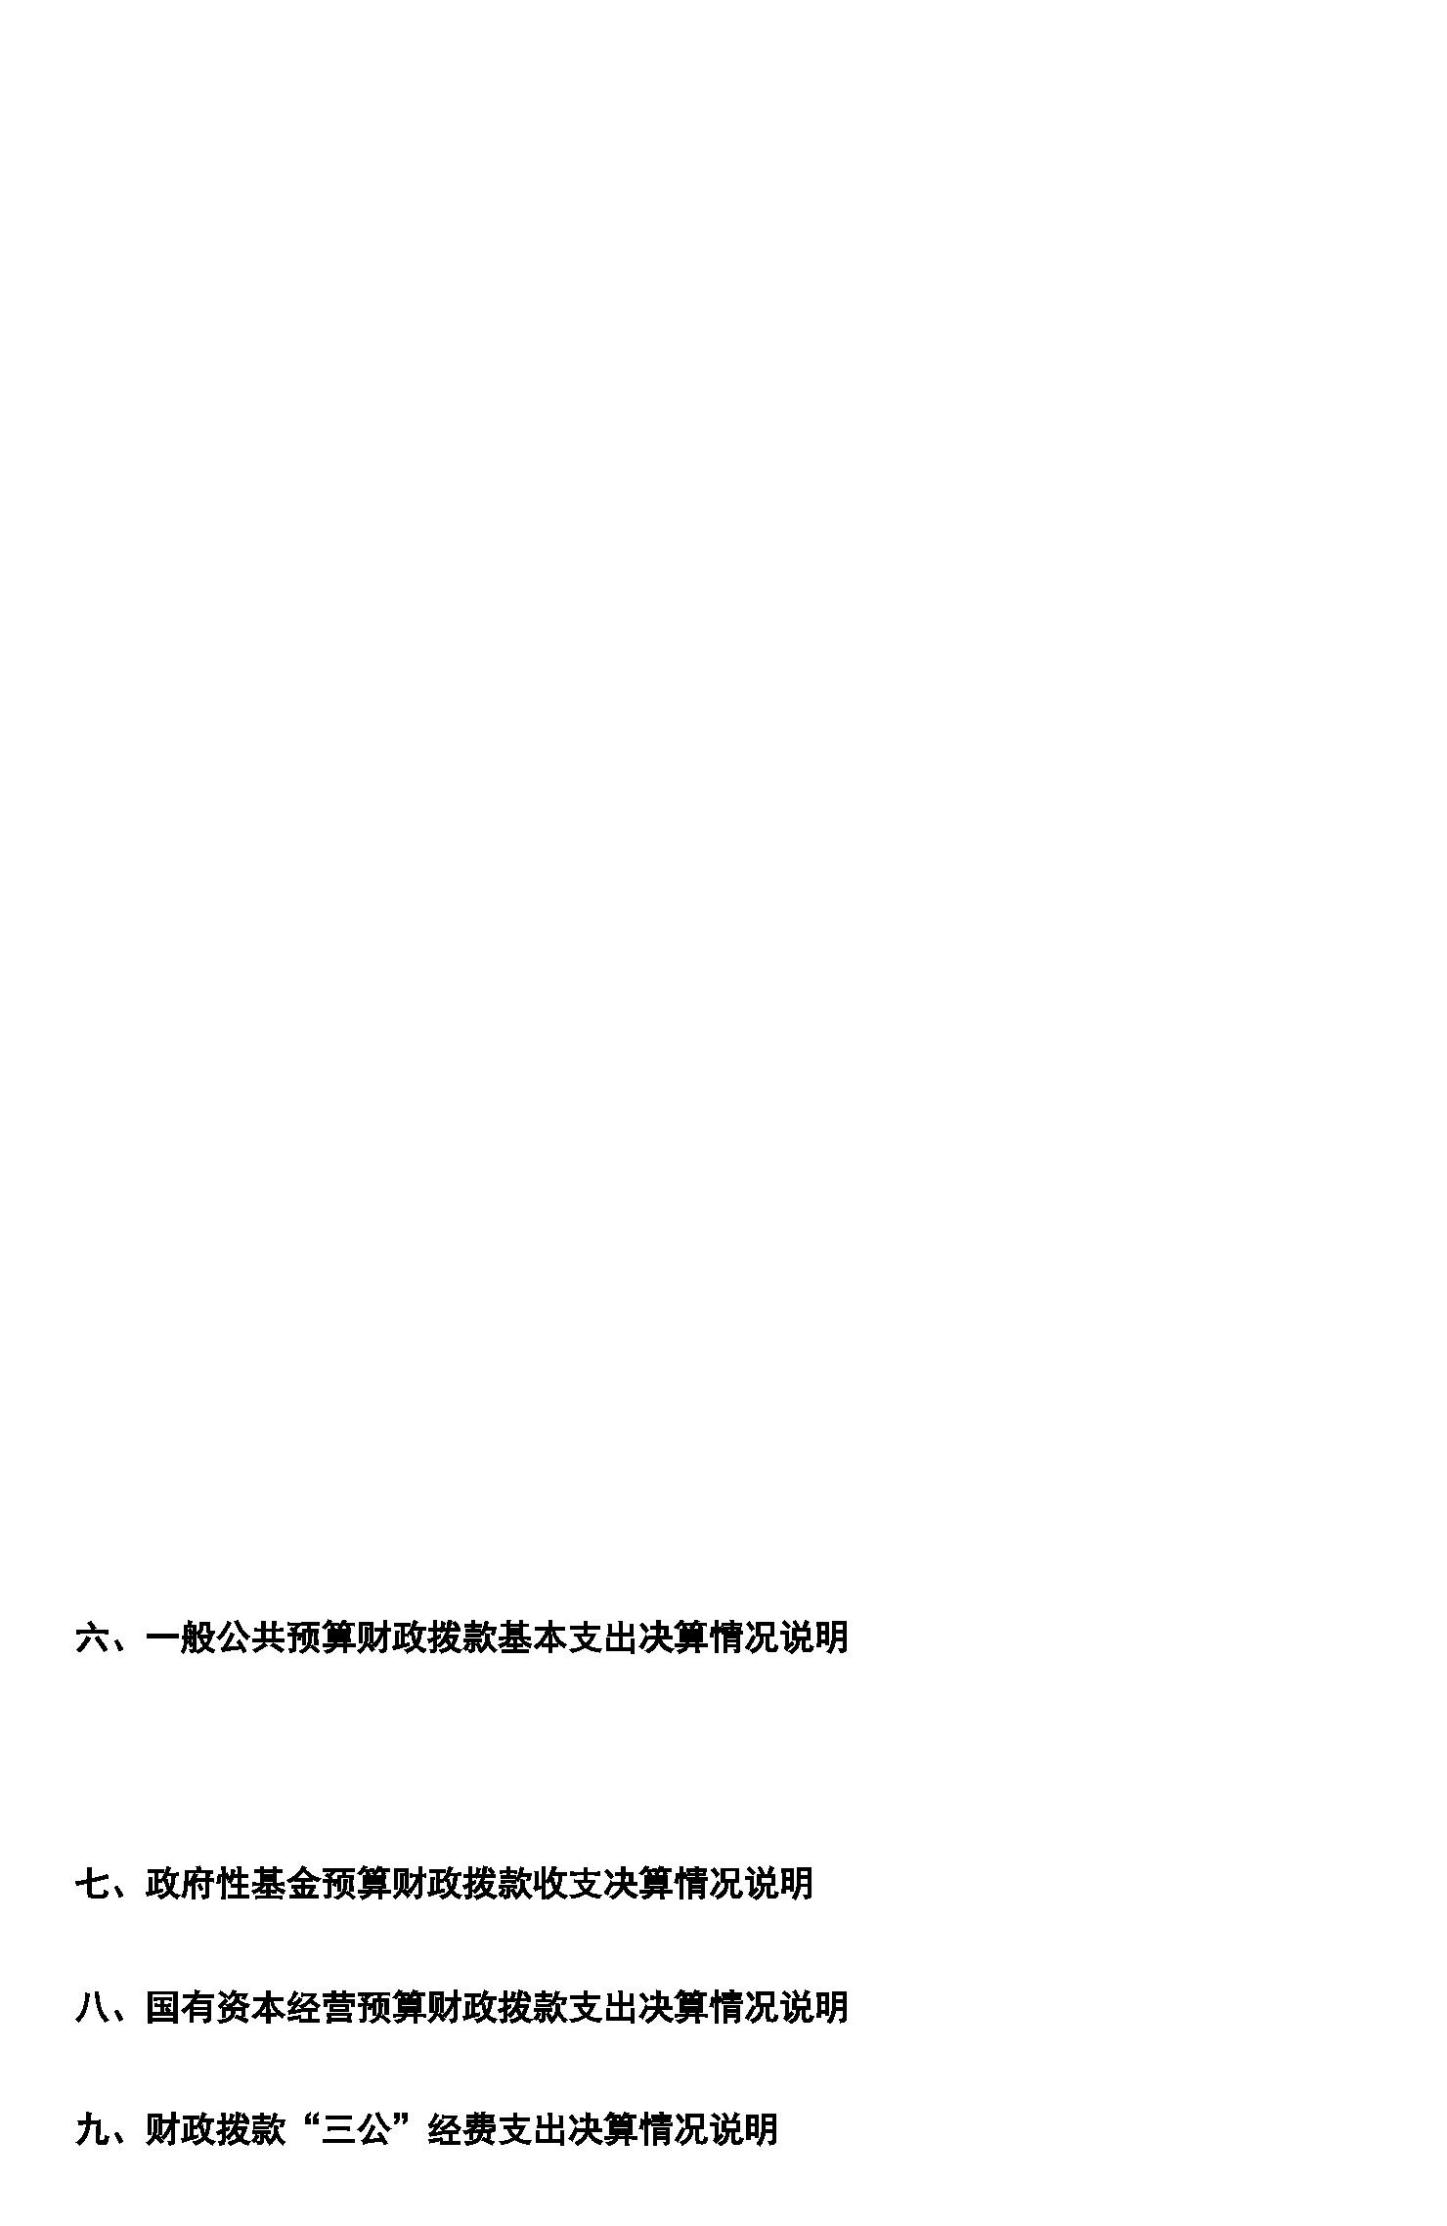 六、一般公共预算财政拨款基本支出决算情况说明
七、政府性基金预算财政拨款收支决算情况说明
八、国有资本经营预算财政拨款支出决算情况说明
九、财政拨款“三公”经费支出决算情况说明